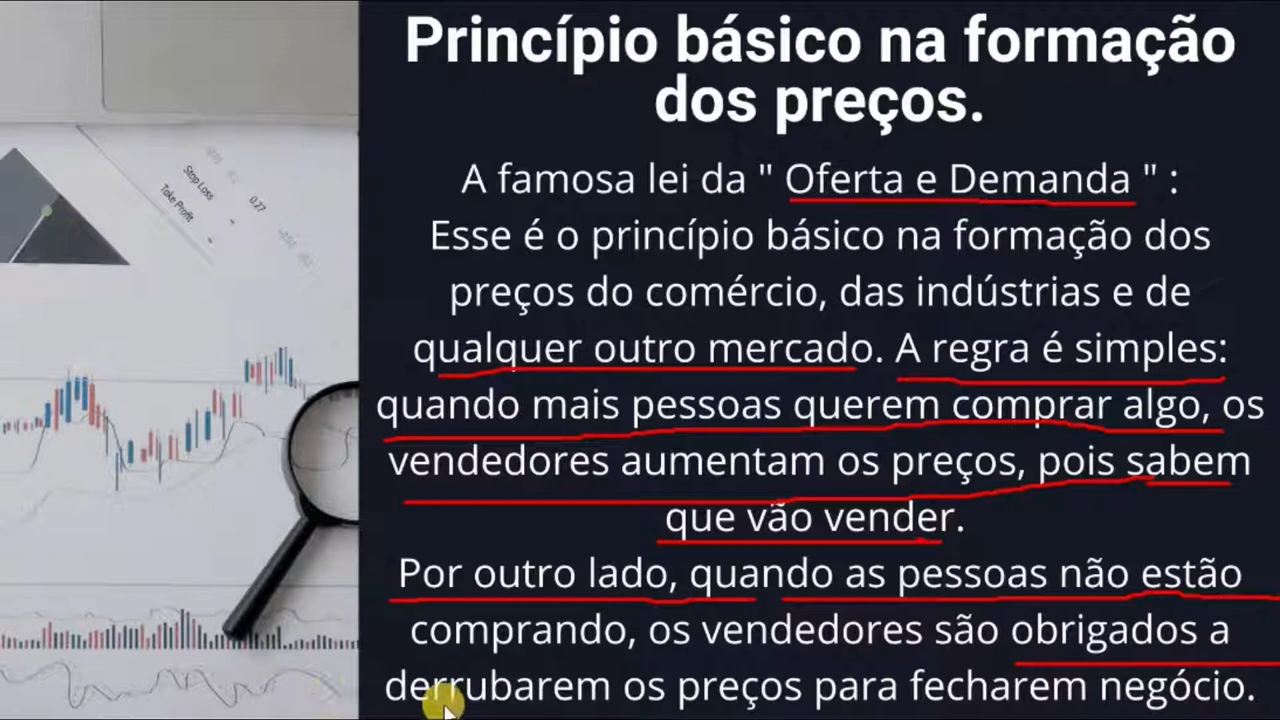 Princípio básico na formação
dos preços.
A famosa lei da " Oferta e Demanda " :
Esse é o princípio básico na formação dos
preços do comércio, das indústrias e de
qualquer outro mercado. A regra é simples:
quando mais pessoas querem comprar algo, os
vendedores aumentam os preços, pois sabem
que vão vender.
Por outro lado, quando as pessoas não estão
comprando, os vendedores são obrigados a
derrubarem os preços para fecharem negócio.
Stop Loss
Take Profit
0.27